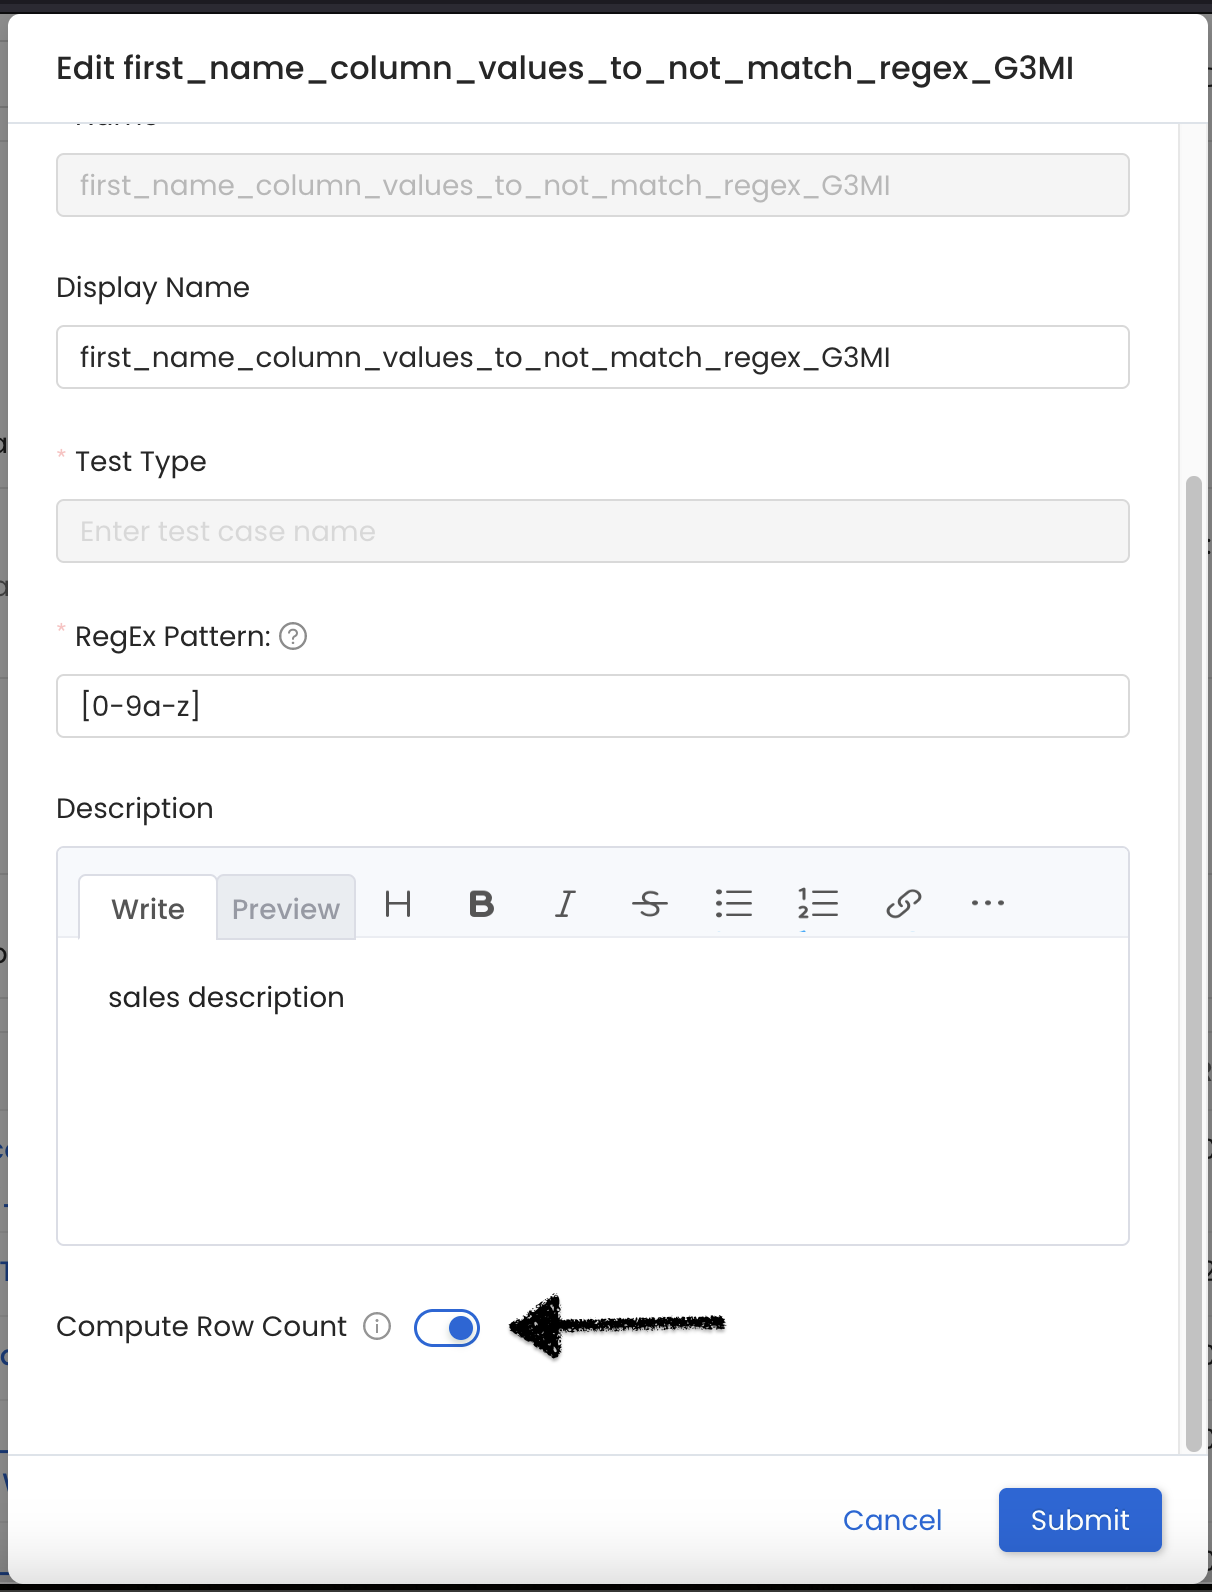 Edit first_name_column_values_to_not_match_regex_G3MI
first_name_column_values_to_not_match_regex_G3MI
Display Name
first_name_column_values_to_not_match_regex_G3MI
* Test Type
Enter test case name
* RegEx Pattern:
[0-9a-z]
Description
Write Preview
sales description
Compute Row Count
Cancel Submit